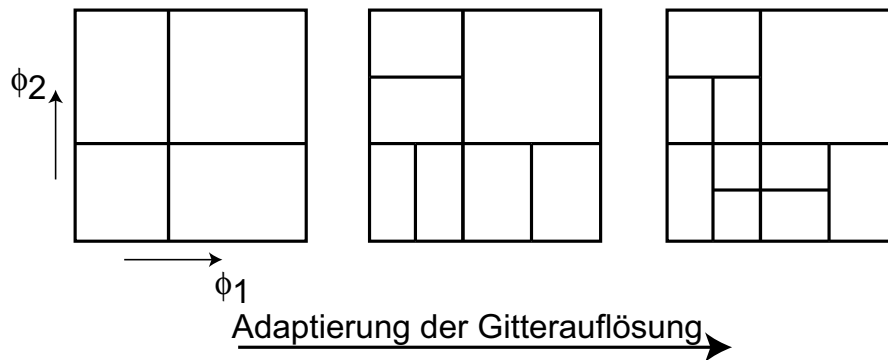 ϕ2
ϕ1
Adaptierung der Gitterauflösung